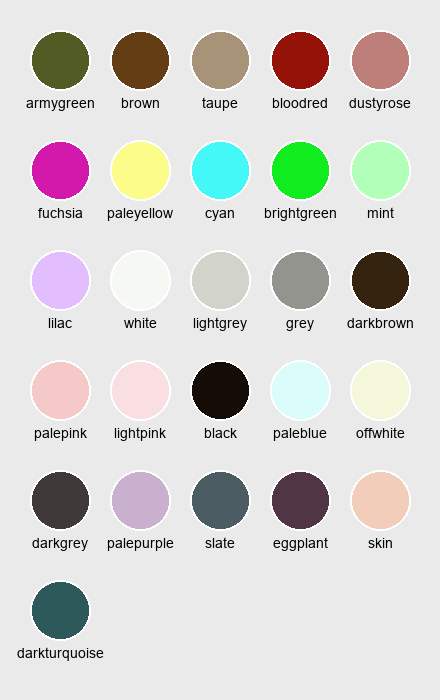 armygreen brown taupe bloodred dustyrose
fuchsia paleyellow cyan brightgreen mint
lilac white lightgrey grey darkbrown
palepink lightpink black paleblue offwhite
darkgrey palepurple slate eggplant skin
darkturquoise